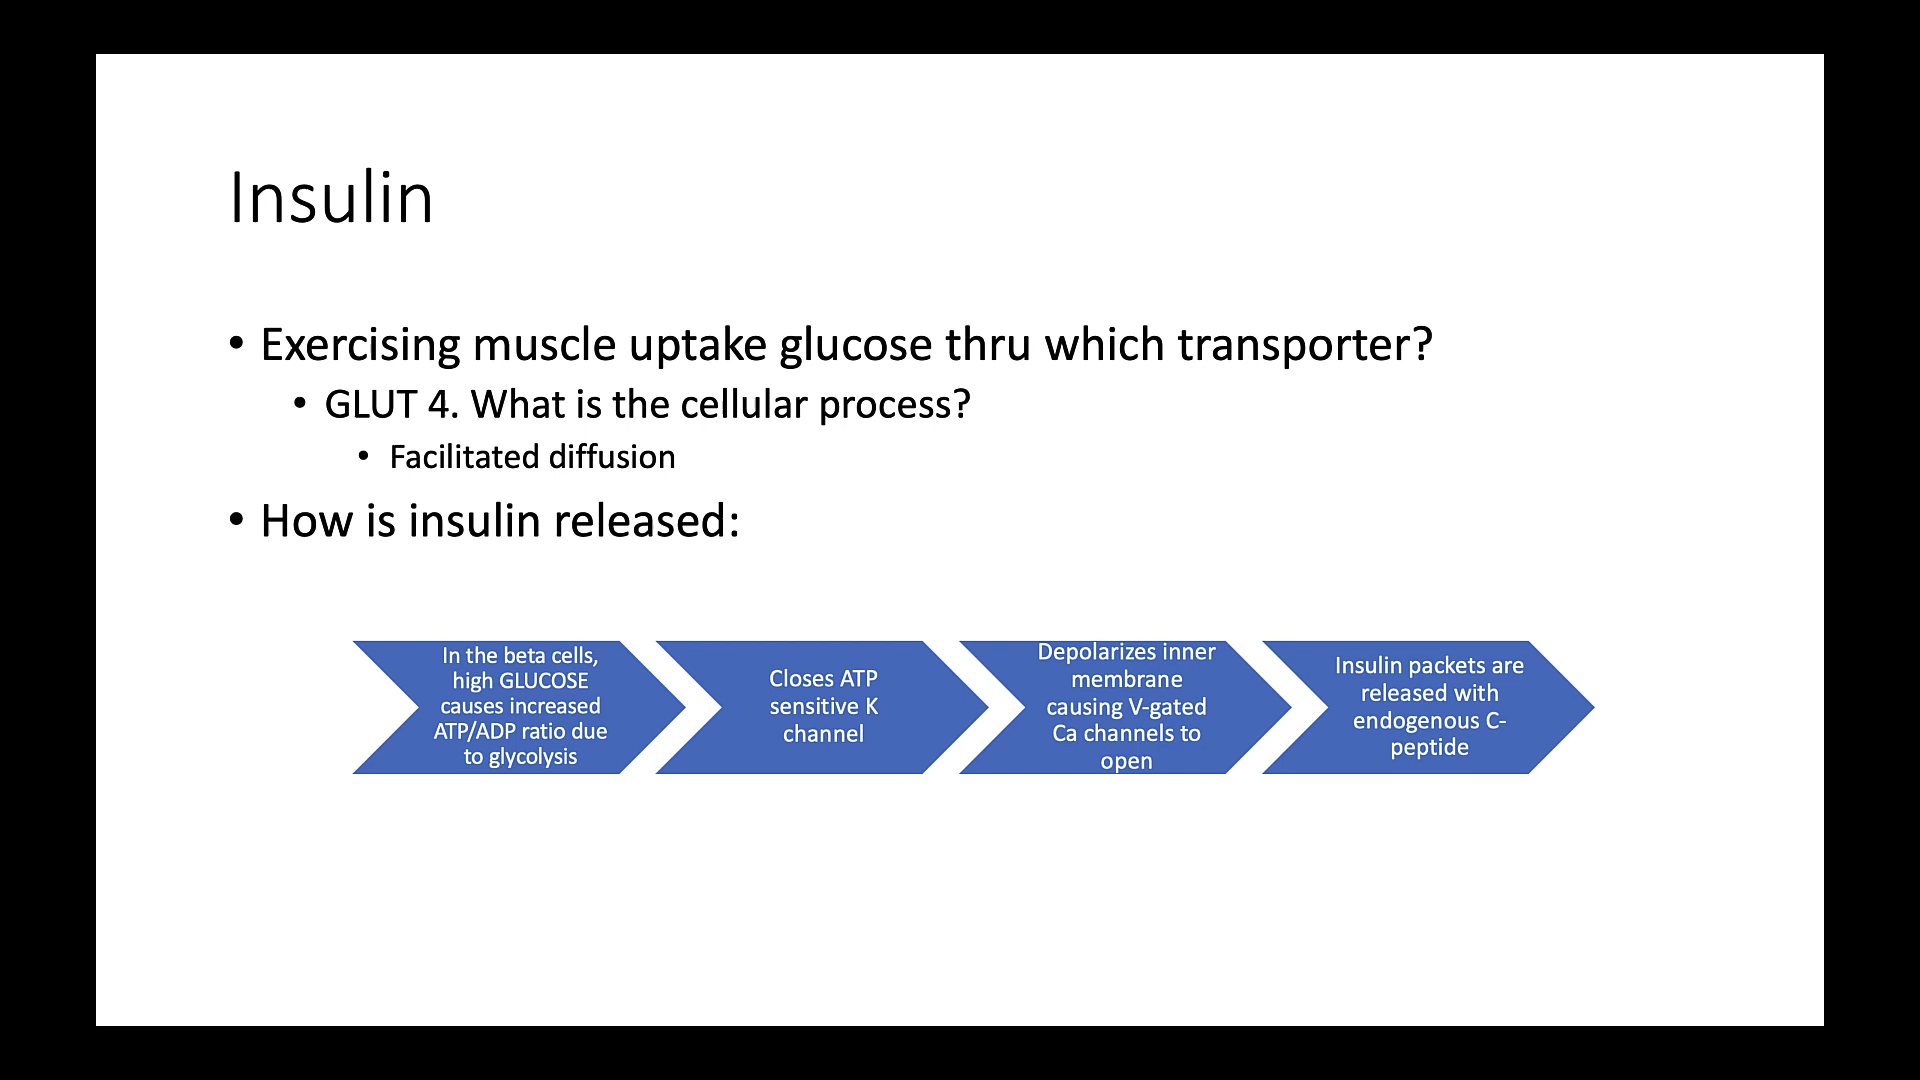 Insulin
• Exercising muscle uptake glucose thru which transporter?
• GLUT 4. What is the cellular process?
• Facilitated diffusion
• How is insulin released:
In the beta cells,
high GLUCOSE
causes increased
ATP/ADP ratio due
to glycolysis
Closes ATP
sensitive K
channel
Depolarizes inner
membrane
causing V-gated
Ca channels to
open
Insulin packets are
released with
endogenous C-
peptide